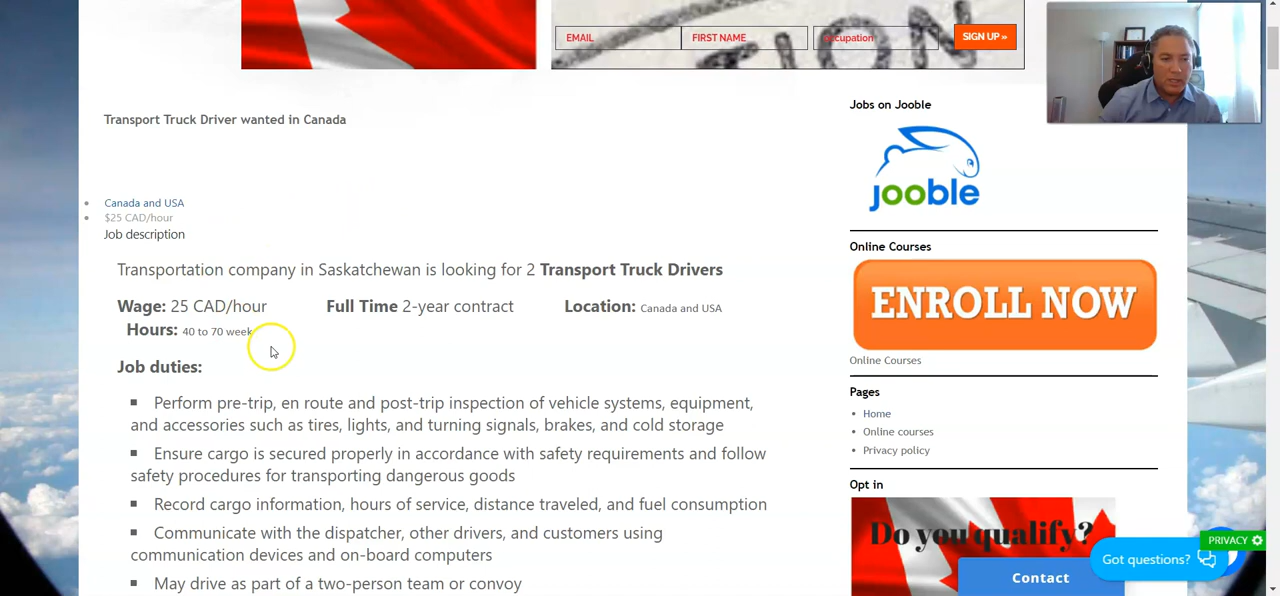 EMAIL
FIRST NAME
Occupation
SIGN UP »
TION
Transport Truck Driver wanted in Canada
Canada and USA
$25 CAD/hour
Job description
Transportation company in Saskatchewan is looking for 2 Transport Truck Drivers
Wage: 25 CAD/hour Full Time 2-year contract Location: Canada and USA
Hours: 40 to 70 week
Job duties:
Perform pre-trip, en route and post-trip inspection of vehicle systems, equipment,
and accessories such as tires, lights, and turning signals, brakes, and cold storage
Ensure cargo is secured properly in accordance with safety requirements and follow
safety procedures for transporting dangerous goods
Record cargo information, hours of service, distance traveled, and fuel consumption
Communicate with the dispatcher, other drivers, and customers using
communication devices and on-board computers
May drive as part of a two-person team or convoy
Jobs on Jooble
jooble
Online Courses
ENROLL NOW
Online Courses
Pages
Home
Online courses
Privacy policy
Opt in
Do you qualify?
PRIVACY
Got questions?
Contact